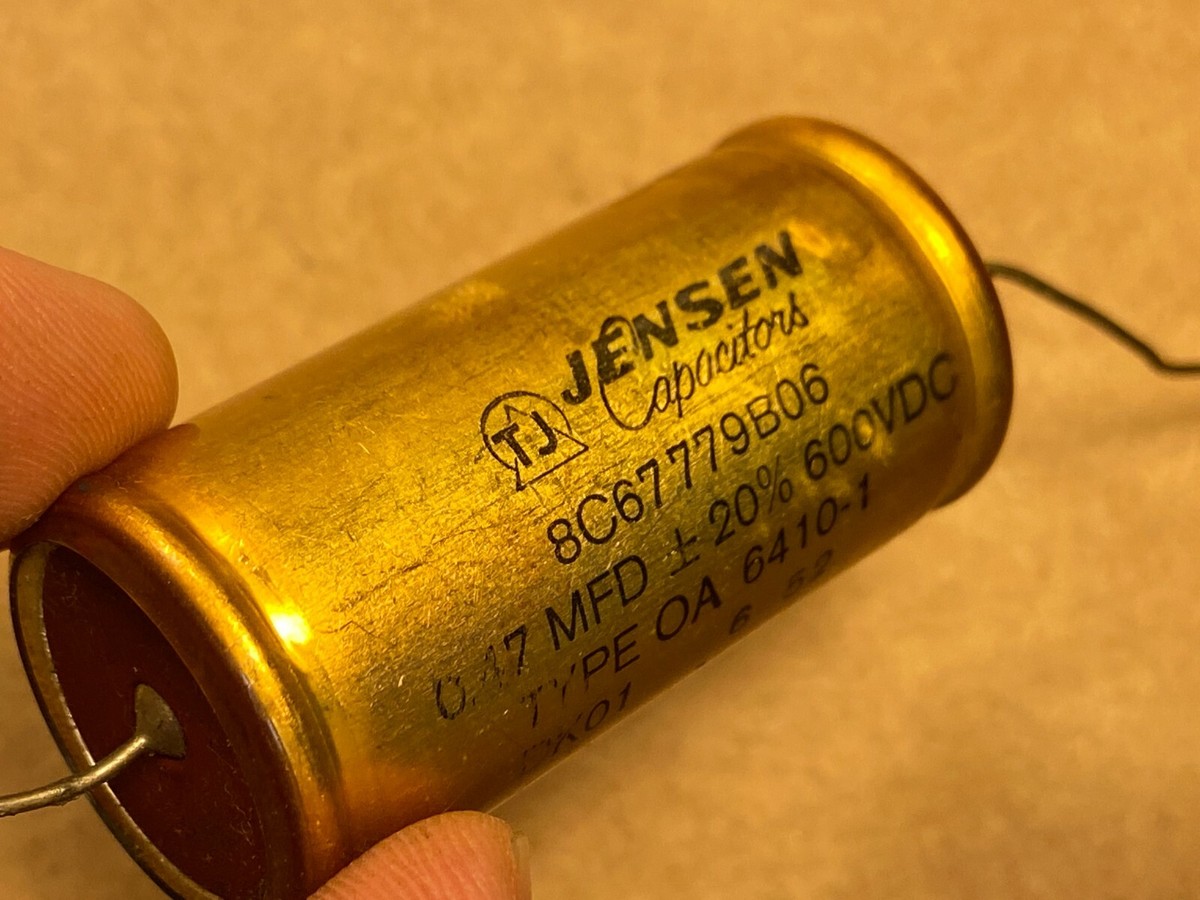 JENSEN
Capacitors
TJ
8C67779B06
0.47 MFD ± 20% 600VDC
TYPE OA 6410-1
6 52